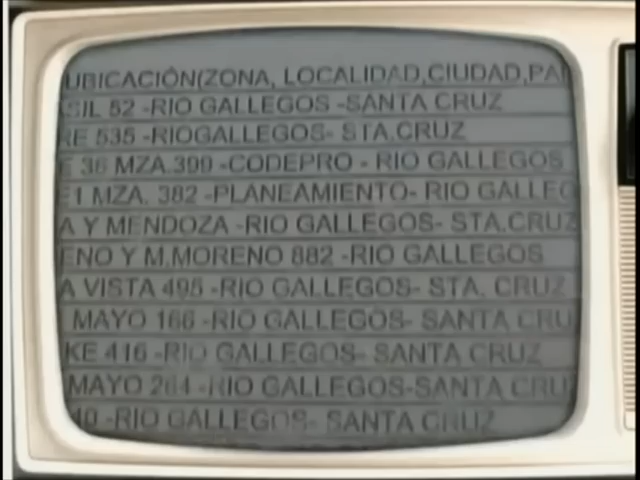 UBICACIÓN(ZONA, LOCALIDAD,CIUDAD,PAI
SIL 52 -RIO GALLEGOS -SANTA CRUZ
RE 535 -RIOGALLEGOS- STA.CRUZ
E 36 MZA.399 -CODEPRO - RIO GALLEGOS
E1 MZA. 382 -PLANEAMIENTO- RIO GALLEG
A Y MENDOZA -RIO GALLEGOS- STA.CRUZ
ENO Y M.MORENO 882 -RIO GALLEGOS
A VISTA 495 -RIO GALLEGOS- STA. CRUZ
MAYO 166 -RIO GALLEGOS- SANTA CRU
KE 416 -RIO GALLEGOS- SANTA CRUZ
MAYO 264 -RIO GALLEGOS-SANTA CRU
40 -RIO GALLEGOS- SANTA CRUZ